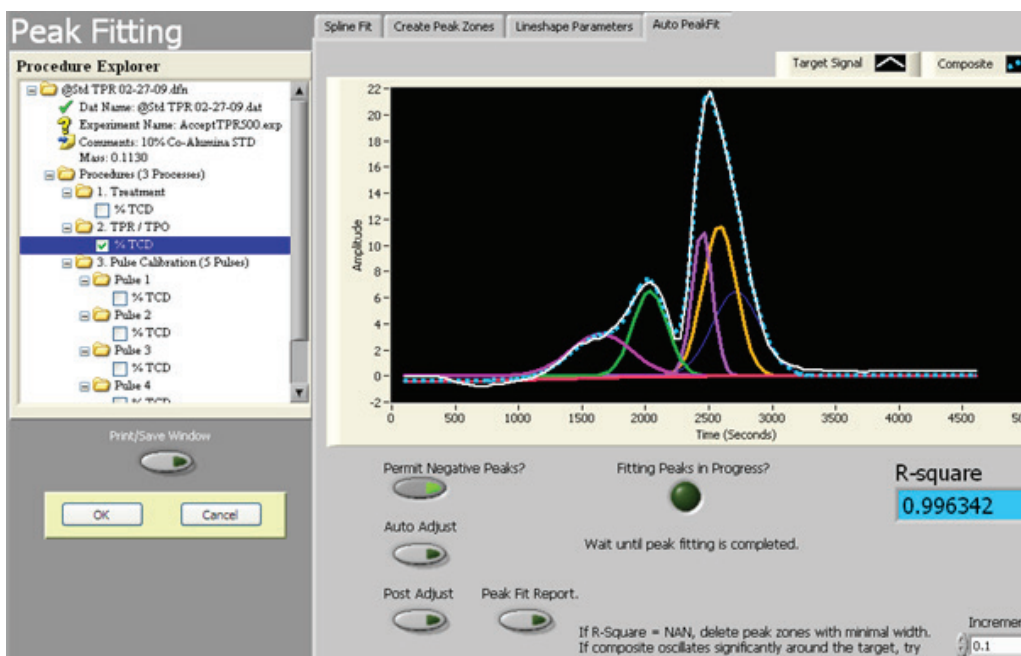 Peak Fitting
Procedure Explorer
@Std TPR 02-27-09.dfn
Dat Name: @Std TPR 02-27-09.dat
Experiment Name: AcceptTPR500.exp
Comments: 10% Co-Alumina STD
Mass: 0.1130
Procedures (3 Processes)
1. Treatment
% TCD
2. TPR / TPO
% TCD
3. Pulse Calibration (5 Pulses)
Pulse 1
% TCD
Pulse 2
% TCD
Pulse 3
% TCD
Pulse 4
% TCD
Print/Save Window
OK Cancel
Spline Fit Create Peak Zones Lineshape Parameters Auto PeakFit
Target Signal Composite
Amplitude
22
20
18
16
14
12
10
8
6
4
2
0
-2
0 500 1000 1500 2000 2500 3000 3500 4000 4500
Time (Seconds)
Permit Negative Peaks? Fitting Peaks in Progress? R-square
0.996342
Auto Adjust
Wait until peak fitting is completed.
Post Adjust Peak Fit Report.
If R-Square = NAN, delete peak zones with minimal width.
If composite oscillates significantly around the target, try
Incremen
0.1